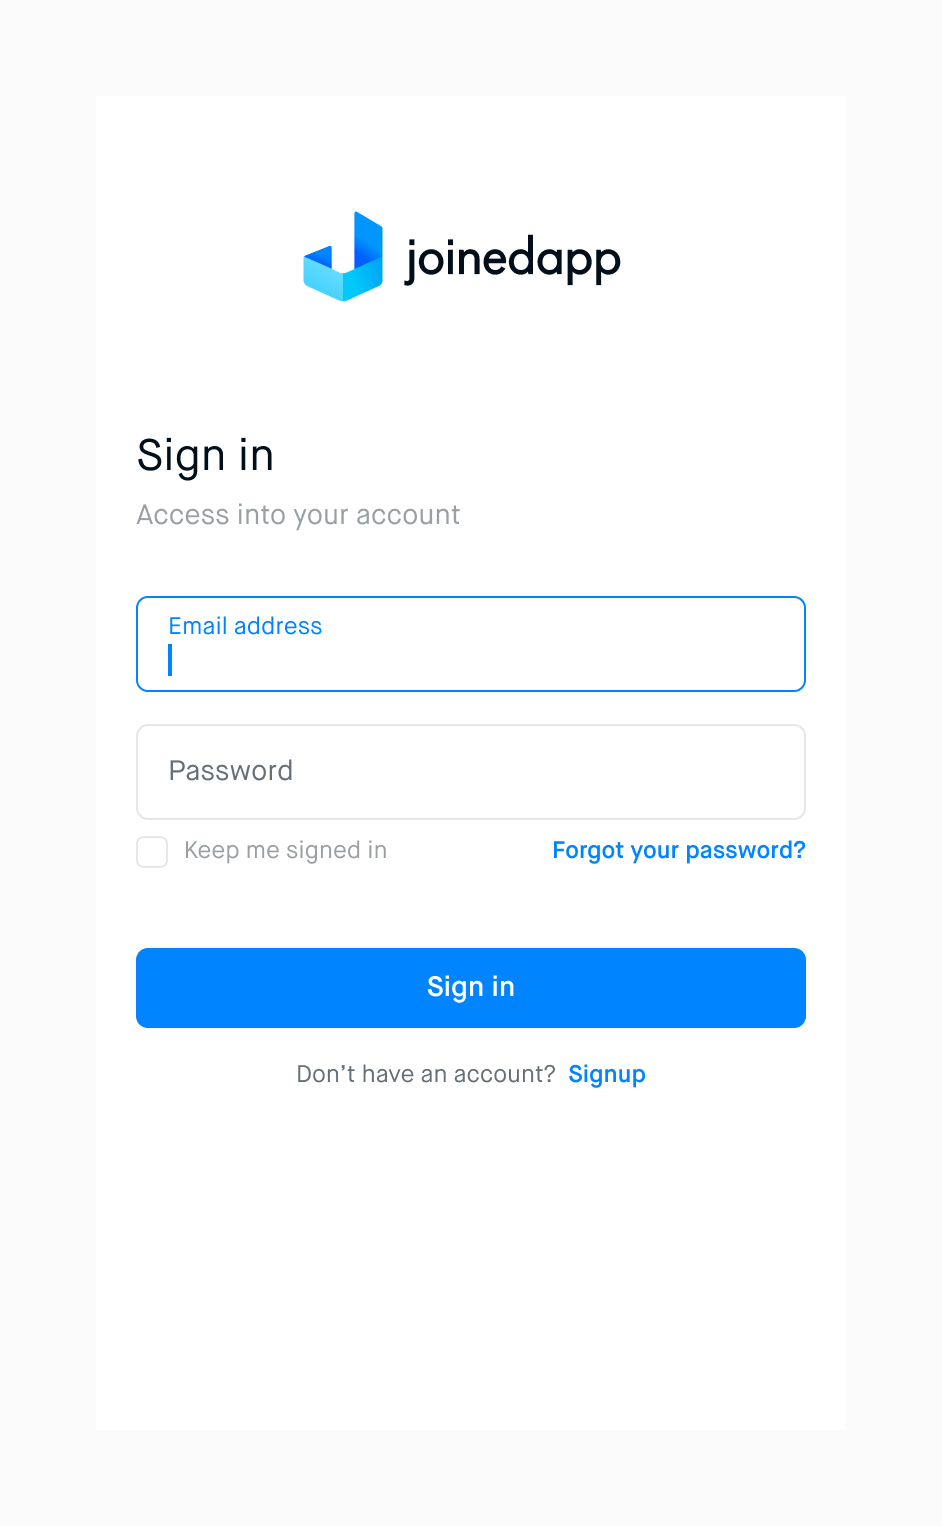 joinedapp
Sign in
Access into your account
Email address
Password
Keep me signed in
Forgot your password?
Sign in
Don’t have an account? Signup